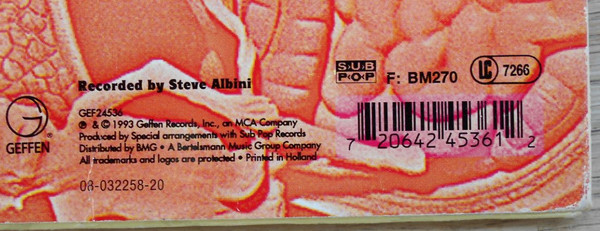 Recorded by Steve Albini
SUB
POP
F: BM270
LC 7266
GEFFEN
GEF24536
℗ & © 1993 Geffen Records, Inc., an MCA Company
Produced by Special arrangements with Sub Pop Records
Distributed by BMG • A Bertelsmann Music Group Company
All trademarks and logos are protected • Printed in Holland
7 20642 45361 2
08-032258-20